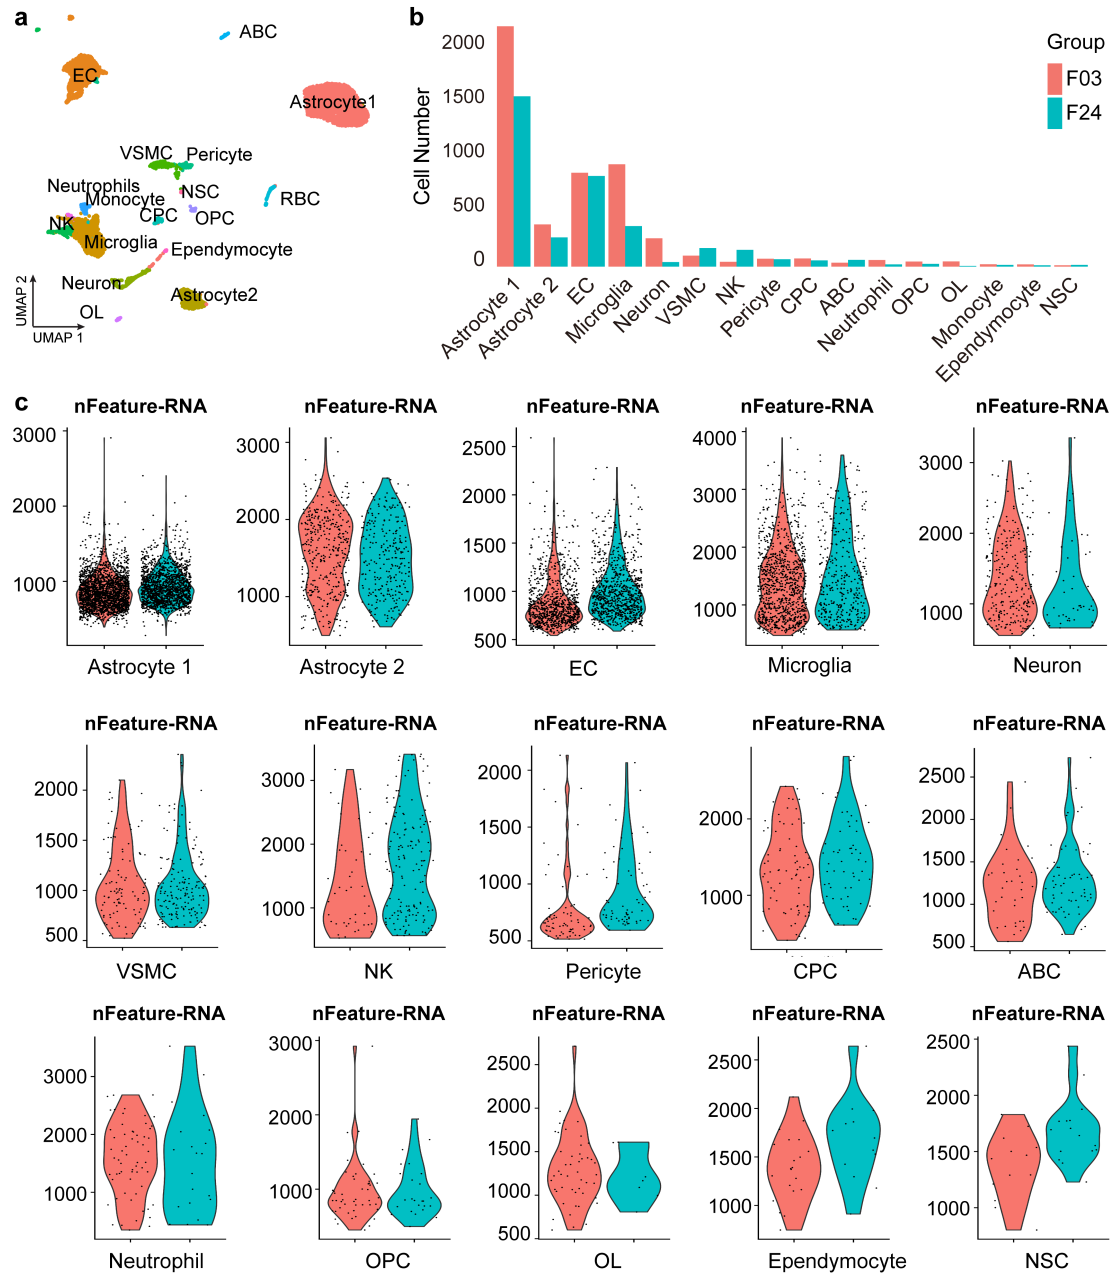 a
ABC
EC
Astrocyte1
VSMC
Pericyte
Neutrophils
NSC
Monocyte
RBC
CPC
OPC
NK
Microglia
Ependymocyte
Neuron
Astrocyte2
OL
UMAP 2
UMAP 1
b
Cell Number
2000
1500
1000
500
0
Group
F03
F24
Astrocyte 1
Astrocyte 2
EC
Microglia
Neuron
VSMC
NK
Pericyte
CPC
ABC
Neutrophil
OPC
OL
Monocyte
Ependymocyte
NSC
c
nFeature-RNA
3000
2000
1000
Astrocyte 1
nFeature-RNA
3000
2000
1000
Astrocyte 2
nFeature-RNA
2500
2000
1500
1000
500
EC
nFeature-RNA
4000
3000
2000
1000
Microglia
nFeature-RNA
3000
2000
1000
Neuron
nFeature-RNA
2000
1500
1000
500
VSMC
nFeature-RNA
3000
2000
1000
NK
nFeature-RNA
2000
1500
1000
500
Pericyte
nFeature-RNA
2000
1000
CPC
nFeature-RNA
2500
2000
1500
1000
500
ABC
nFeature-RNA
3000
2000
1000
Neutrophil
nFeature-RNA
3000
2000
1000
OPC
nFeature-RNA
2500
2000
1500
1000
500
OL
nFeature-RNA
2500
2000
1500
1000
Ependymocyte
nFeature-RNA
2500
2000
1500
1000
NSC